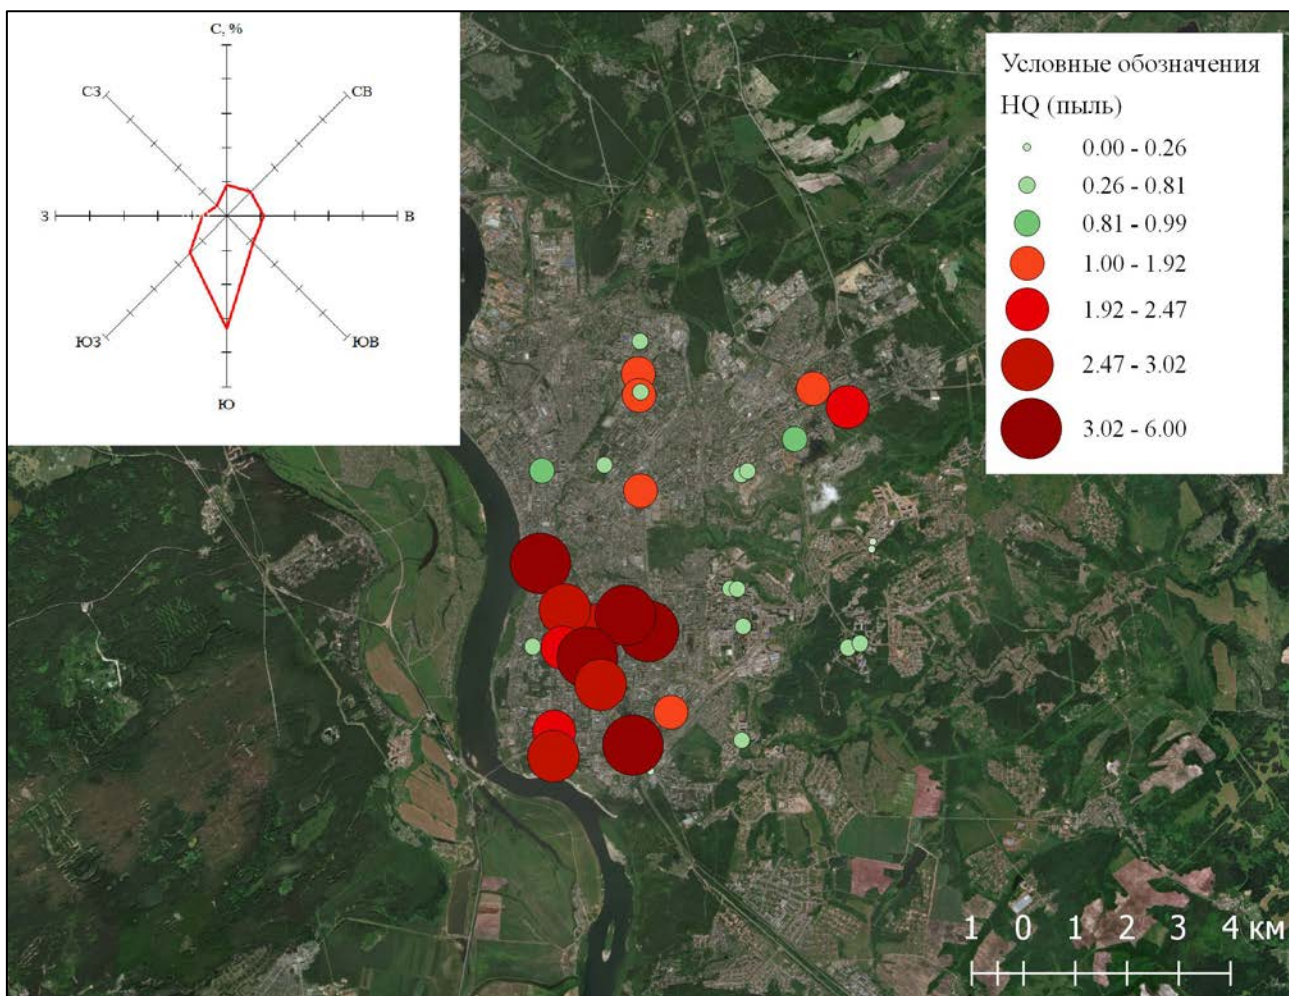 С, %
СЗ
СВ
З
В
ЮЗ
ЮВ
Ю
Условные обозначения
HQ (пыль)
0.00 - 0.26
0.26 - 0.81
0.81 - 0.99
1.00 - 1.92
1.92 - 2.47
2.47 - 3.02
3.02 - 6.00
1 0 1 2 3 4 км